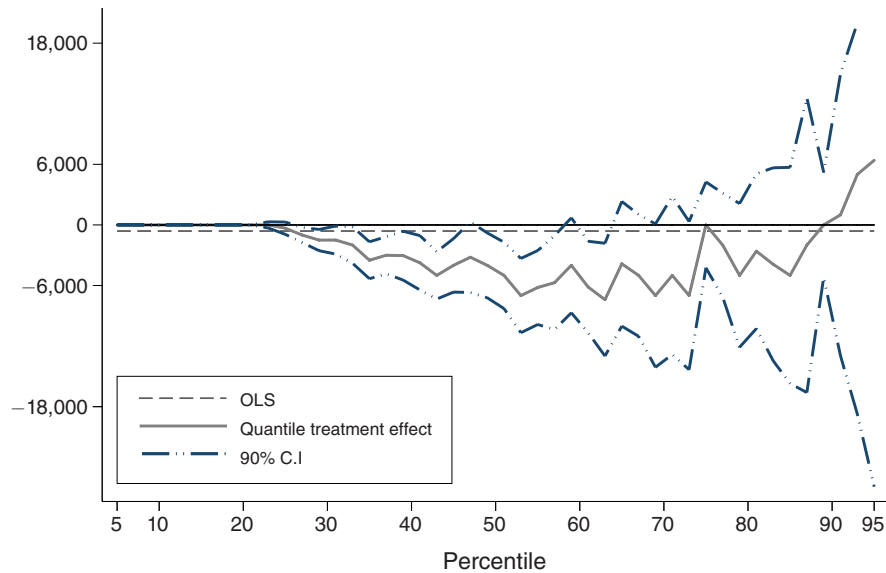 18,000
6,000
0
−6,000
−18,000
OLS
Quantile treatment effect
90% C.I
5 10 20 30 40 50 60 70 80 90 95
Percentile